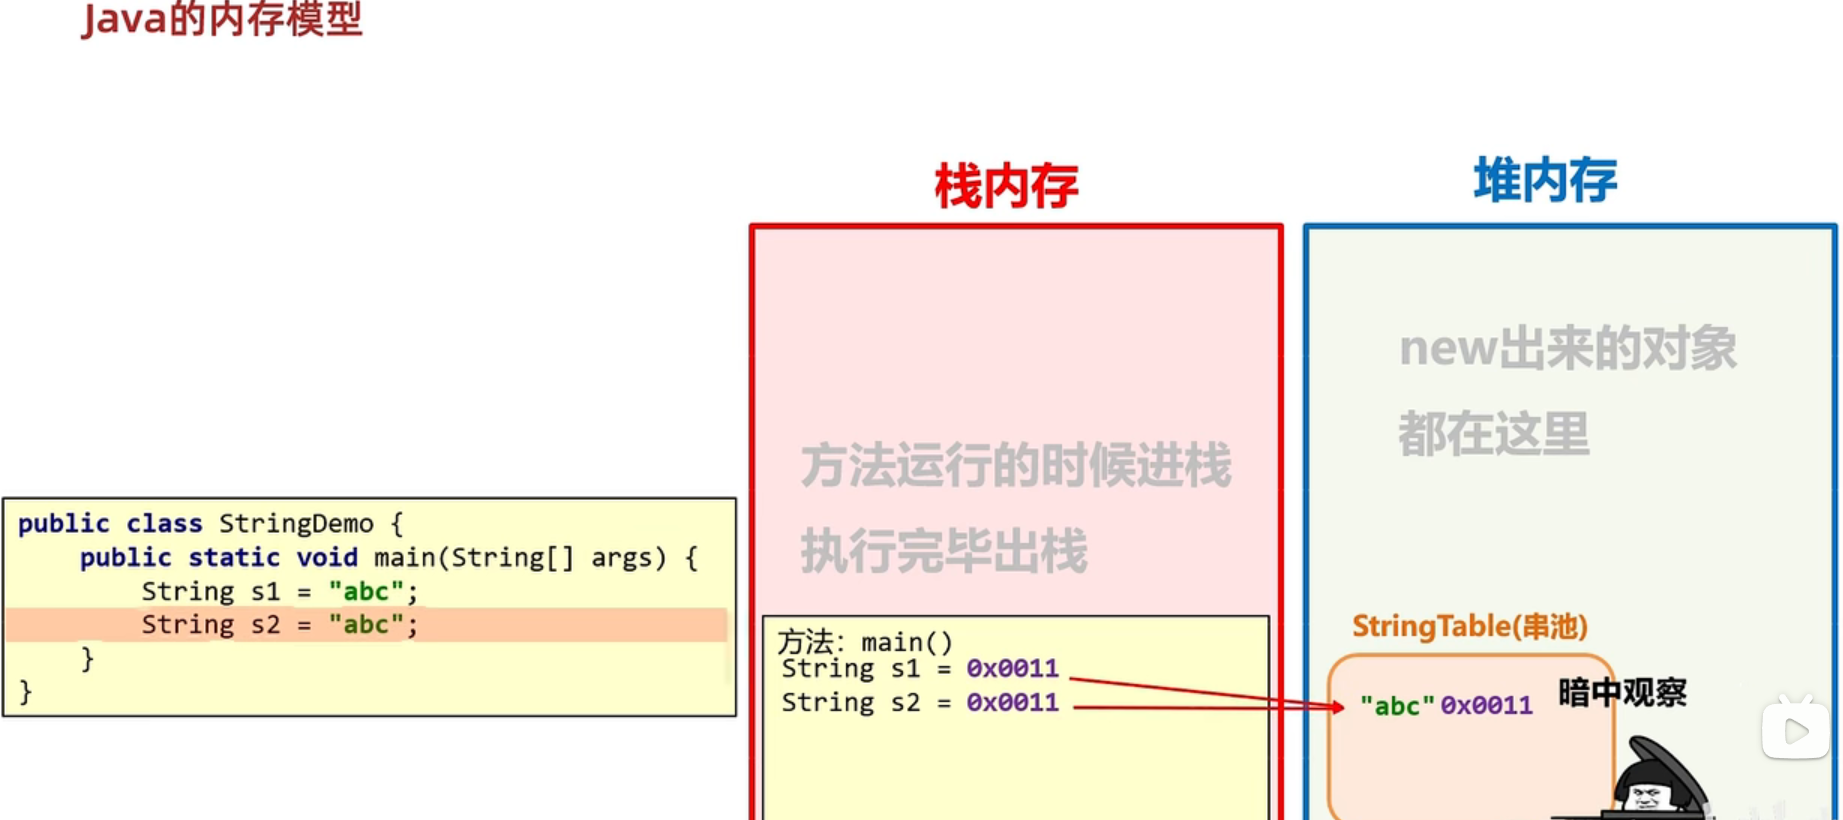 Java的内存模型
栈内存
堆内存
new出来的对象
都在这里
方法运行的时候进栈
执行完毕出栈
public class StringDemo {
    public static void main(String[] args) {
        String s1 = "abc";
        String s2 = "abc";
    }
}
方法：main()
String s1 = 0x0011
String s2 = 0x0011
StringTable(串池)
"abc" 0x0011
暗中观察